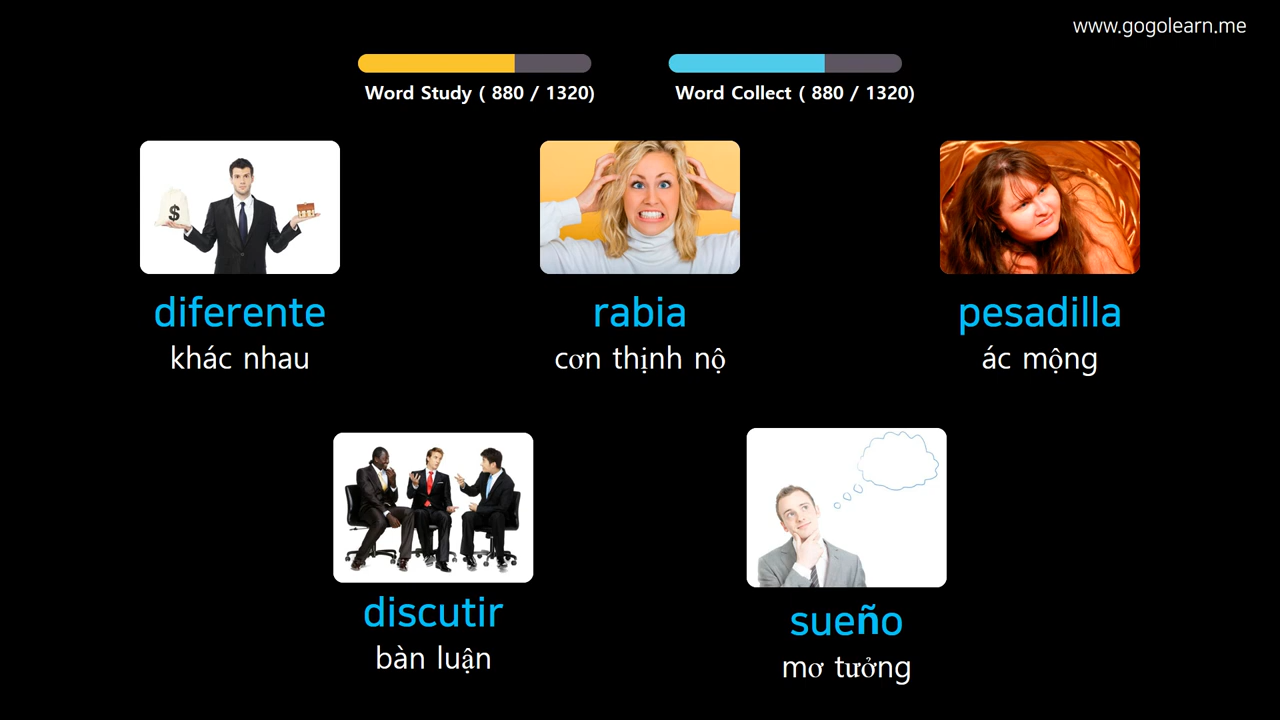 www.gogolearn.me
Word Study ( 880 / 1320)
Word Collect ( 880 / 1320)
$
diferente
khác nhau
rabia
cơn thịnh nộ
pesadilla
ác mộng
discutir
bàn luận
sueño
mơ tưởng